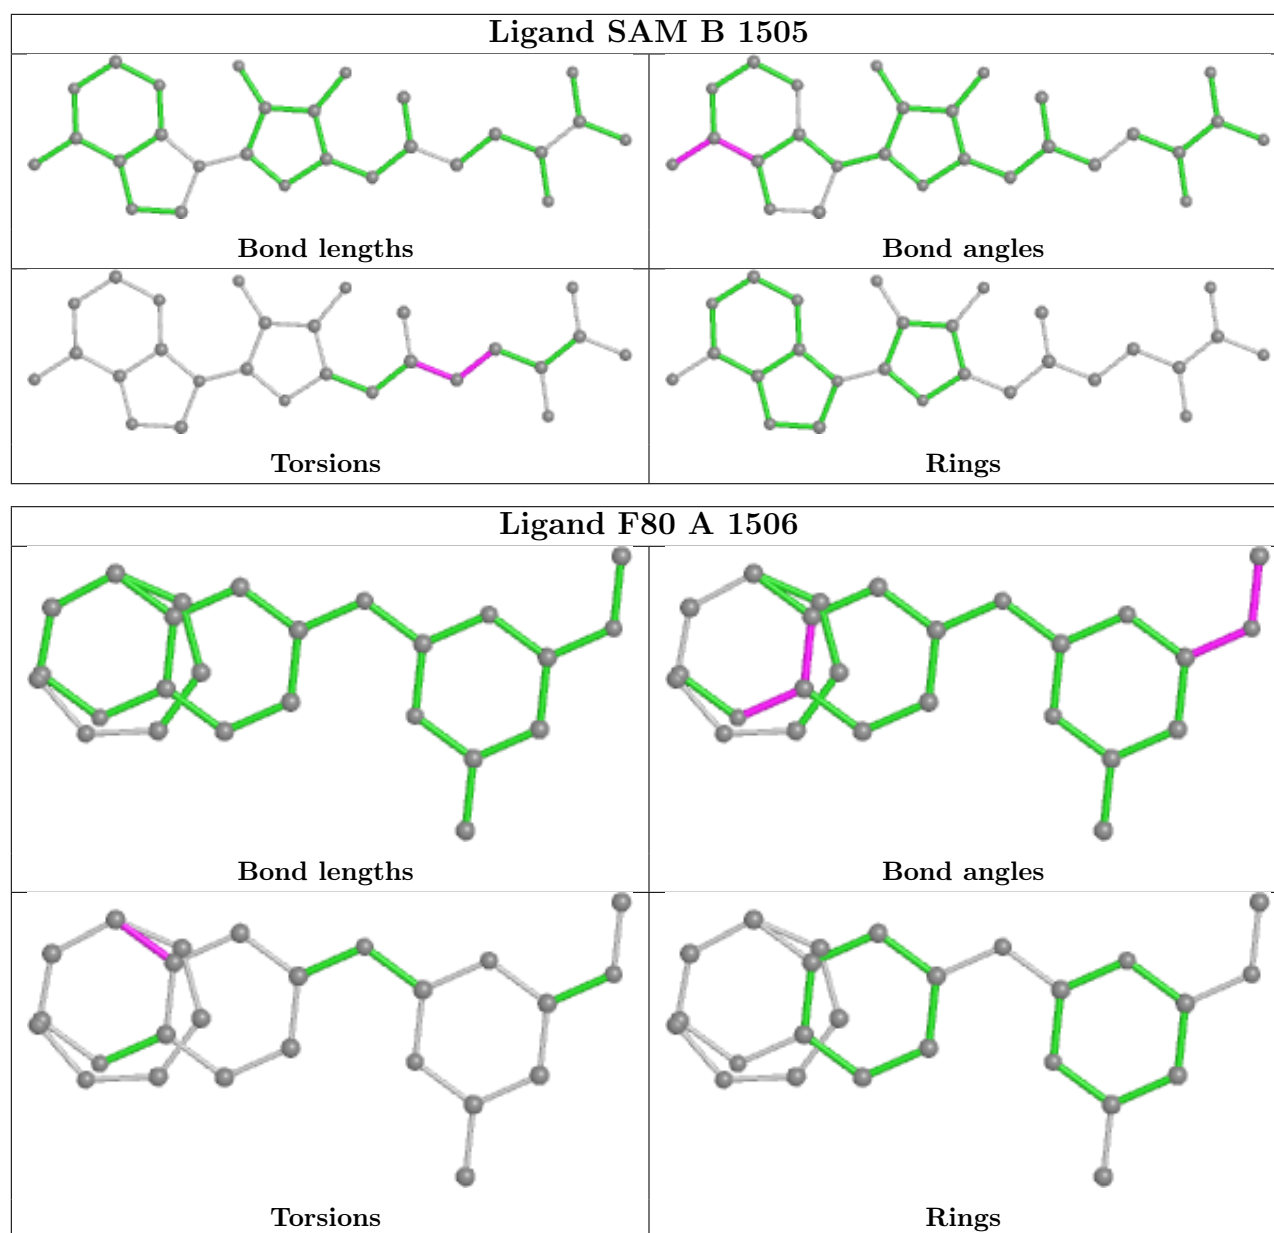 Ligand SAM B 1505
Bond lengths
Bond angles
Torsions
Rings
Ligand F80 A 1506
Bond lengths
Bond angles
Torsions
Rings